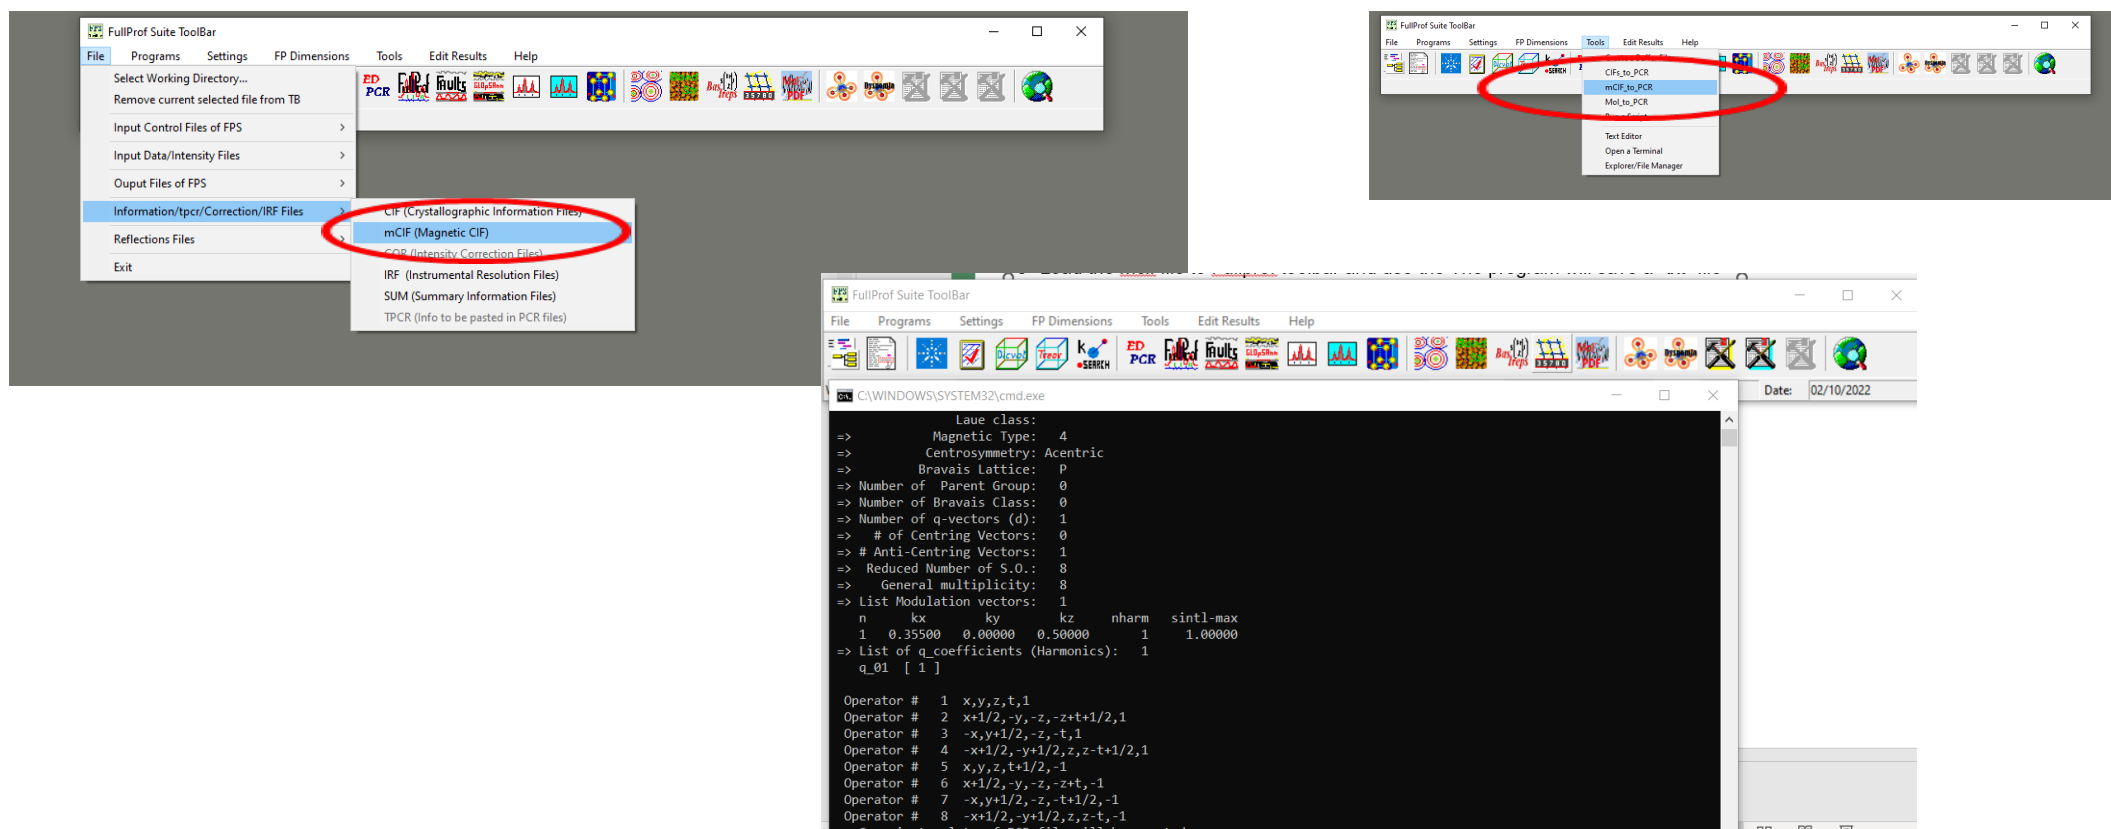 FullProf Suite ToolBar
File Programs Settings FP Dimensions Tools Edit Results Help
Select Working Directory...
Remove current selected file from TB
Input Control Files of FPS
Input Data/Intensity Files
Ouput Files of FPS
Information/tpcr/Correction/IRF Files
Reflections Files
Exit
CIF (Crystallographic Information Files)
mCIF (Magnetic CIF)
COR (Intensity Correction Files)
IRF (Instrumental Resolution Files)
SUM (Summary Information Files)
TPCR (Info to be pasted in PCR files)
ED PCR
FullProf Suite ToolBar
File Programs Settings FP Dimensions Tools Edit Results Help
CIFs_to_PCR
mCIF_to_PCR
Mol_to_PCR
Text Editor
Open a Terminal
Explorer/File Manager
FullProf Suite ToolBar
File Programs Settings FP Dimensions Tools Edit Results Help
ED PCR
Date: 02/10/2022
C:\WINDOWS\SYSTEM32\cmd.exe
Laue class:
=> Magnetic Type: 4
=> Centrosymmetry: Acentric
=> Bravais Lattice: P
=> Number of Parent Group: 0
=> Number of Bravais Class: 0
=> Number of q-vectors (d): 1
=> # of Centring Vectors: 0
=> # Anti-Centring Vectors: 1
=> Reduced Number of S.O.: 8
=> General multiplicity: 8
=> List Modulation vectors: 1
n kx ky kz nharm sintl-max
1 0.35500 0.00000 0.50000 1 1.00000
=> List of q_coefficients (Harmonics): 1
q_01 [ 1 ]
Operator # 1 x,y,z,t,1
Operator # 2 x+1/2,-y,-z,-z+t+1/2,1
Operator # 3 -x,y+1/2,-z,-t,1
Operator # 4 -x+1/2,-y+1/2,z,z-t+1/2,1
Operator # 5 x,y,z,t+1/2,-1
Operator # 6 x+1/2,-y,-z,-z+t,-1
Operator # 7 -x,y+1/2,-z,-t+1/2,-1
Operator # 8 -x+1/2,-y+1/2,z,z-t,-1